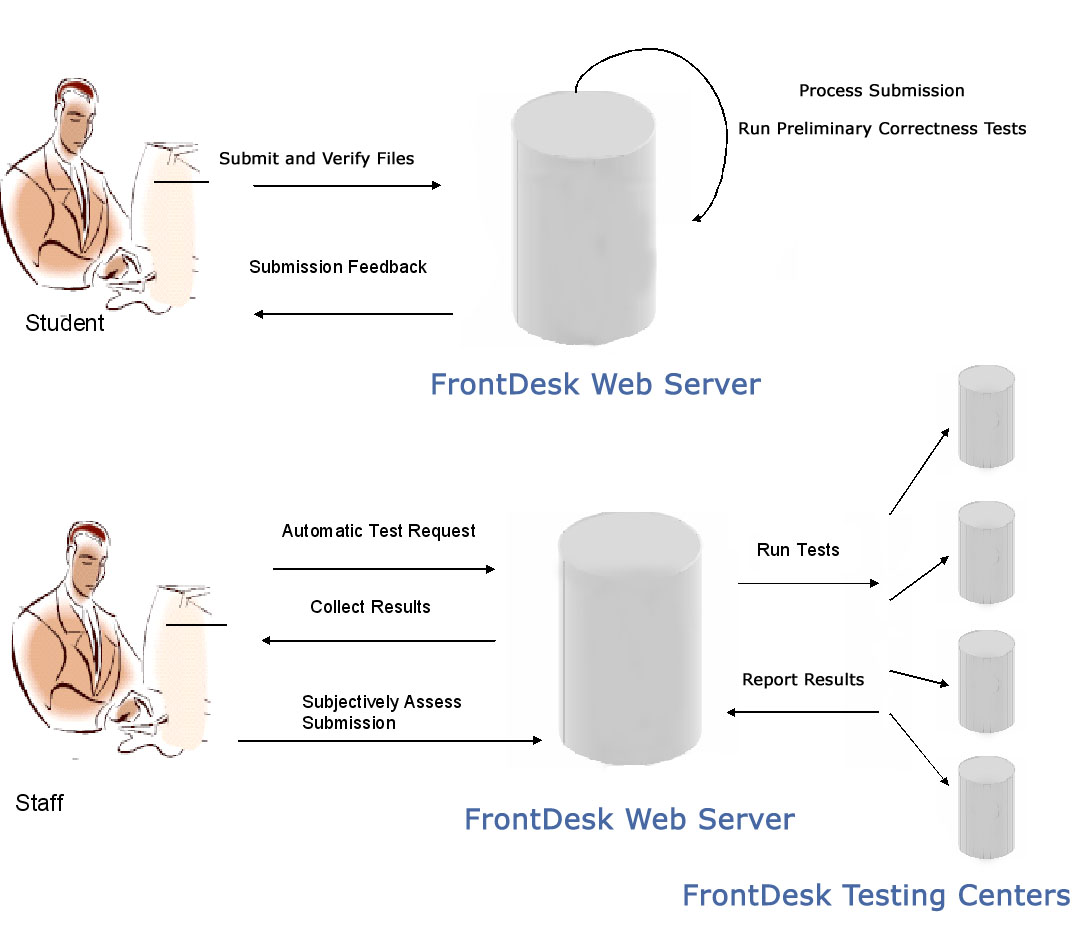 Process Submission
Run Preliminary Correctness Tests
Submit and Verify Files
Submission Feedback
Student
FrontDesk Web Server
Automatic Test Request
Run Tests
Collect Results
Report Results
Subjectively Assess
Submission
Staff
FrontDesk Web Server
FrontDesk Testing Centers